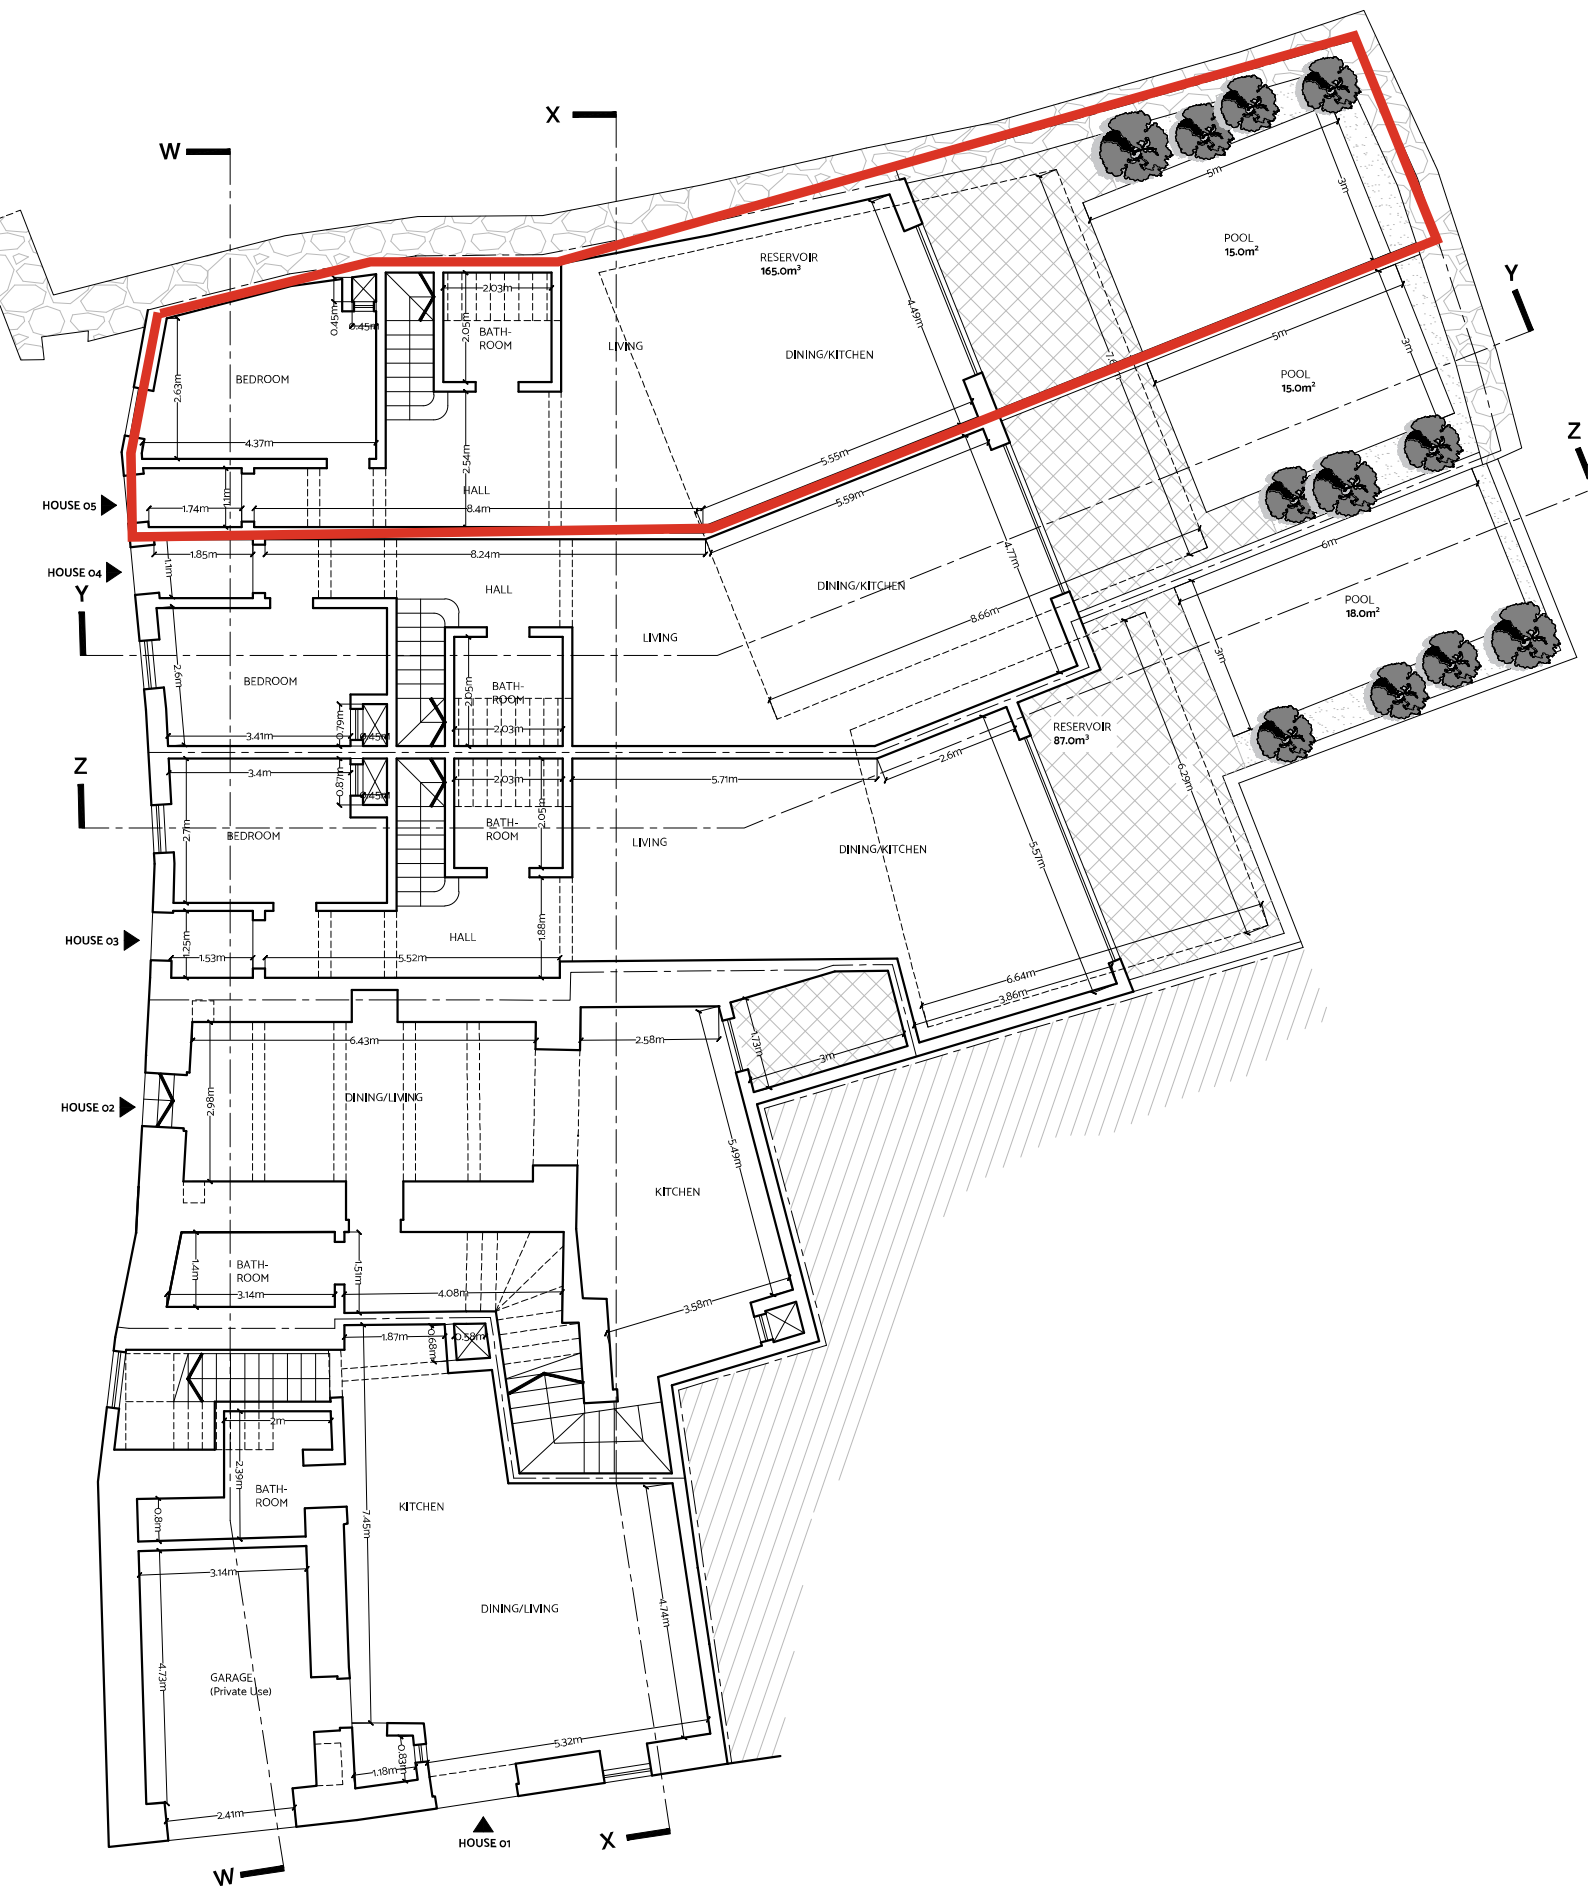 X
W
5m
3m
POOL
15.0m²
RESERVOIR
165.0m³
Y
2.03m
0.45m
0.45m
4.49m
2.05m
BATH-
ROOM
LIVING
DINING/KITCHEN
5m
3m
POOL
15.0m²
BEDROOM
2.63m
4.37m
2.54m
5.55m
Z
HALL
5.59m
HOUSE 05
1.74m
1.1m
8.4m
1.85m
8.24m
4.77m
6m
HOUSE 04
1.1m
HALL
DINING/KITCHEN
Y
8.66m
POOL
18.0m²
LIVING
3m
2.6m
BEDROOM
2.05m
BATH-
ROOM
3.41m
0.79m
0.45m
2.03m
RESERVOIR
87.0m³
Z
3.4m
0.87m
0.45m
2.03m
5.71m
2.6m
6.29m
2.7m
BEDROOM
BATH-
ROOM
2.05m
LIVING
DINING/KITCHEN
5.57m
HOUSE 03
1.25m
1.53m
HALL
5.52m
1.88m
6.64m
3.86m
6.43m
2.58m
1.73m
3m
HOUSE 02
2.98m
DINING/LIVING
5.49m
KITCHEN
1.4m
BATH-
ROOM
3.14m
1.51m
4.08m
3.58m
1.87m
0.68m
0.58m
2m
2.39m
BATH-
ROOM
0.8m
KITCHEN
7.45m
3.14m
DINING/LIVING
4.74m
4.73m
GARAGE
(Private Use)
5.32m
0.83m
1.18m
2.41m
HOUSE 01
X
W